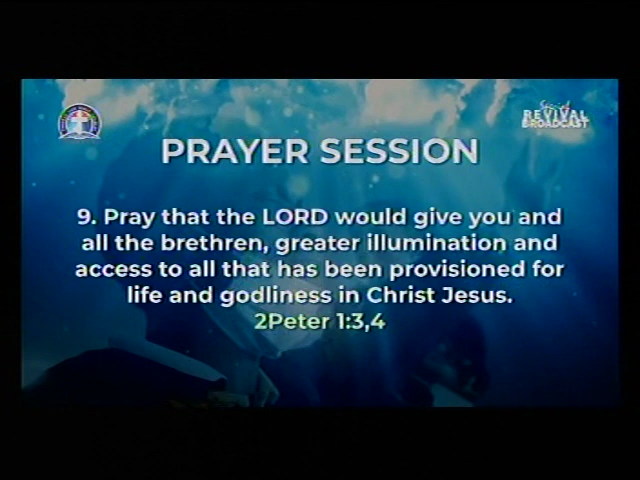 Special
REVIVAL
BROADCAST
PRAYER SESSION
9. Pray that the LORD would give you and
all the brethren, greater illumination and
access to all that has been provisioned for
life and godliness in Christ Jesus.
2Peter 1:3,4